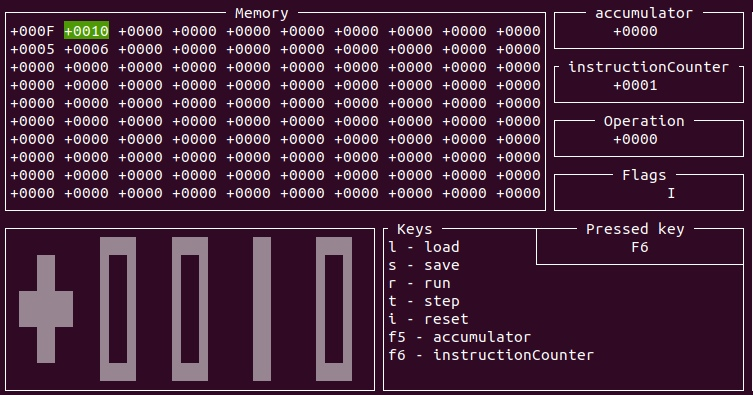 Memory
+000F +0010 +0000 +0000 +0000 +0000 +0000 +0000 +0000 +0000
+0005 +0006 +0000 +0000 +0000 +0000 +0000 +0000 +0000 +0000
+0000 +0000 +0000 +0000 +0000 +0000 +0000 +0000 +0000 +0000
+0000 +0000 +0000 +0000 +0000 +0000 +0000 +0000 +0000 +0000
+0000 +0000 +0000 +0000 +0000 +0000 +0000 +0000 +0000 +0000
+0000 +0000 +0000 +0000 +0000 +0000 +0000 +0000 +0000 +0000
+0000 +0000 +0000 +0000 +0000 +0000 +0000 +0000 +0000 +0000
+0000 +0000 +0000 +0000 +0000 +0000 +0000 +0000 +0000 +0000
+0000 +0000 +0000 +0000 +0000 +0000 +0000 +0000 +0000 +0000
+0000 +0000 +0000 +0000 +0000 +0000 +0000 +0000 +0000 +0000
accumulator
+0000
instructionCounter
+0001
Operation
+0000
Flags
I
+0010
Keys
l - load
s - save
r - run
t - step
i - reset
f5 - accumulator
f6 - instructionCounter
Pressed key
F6